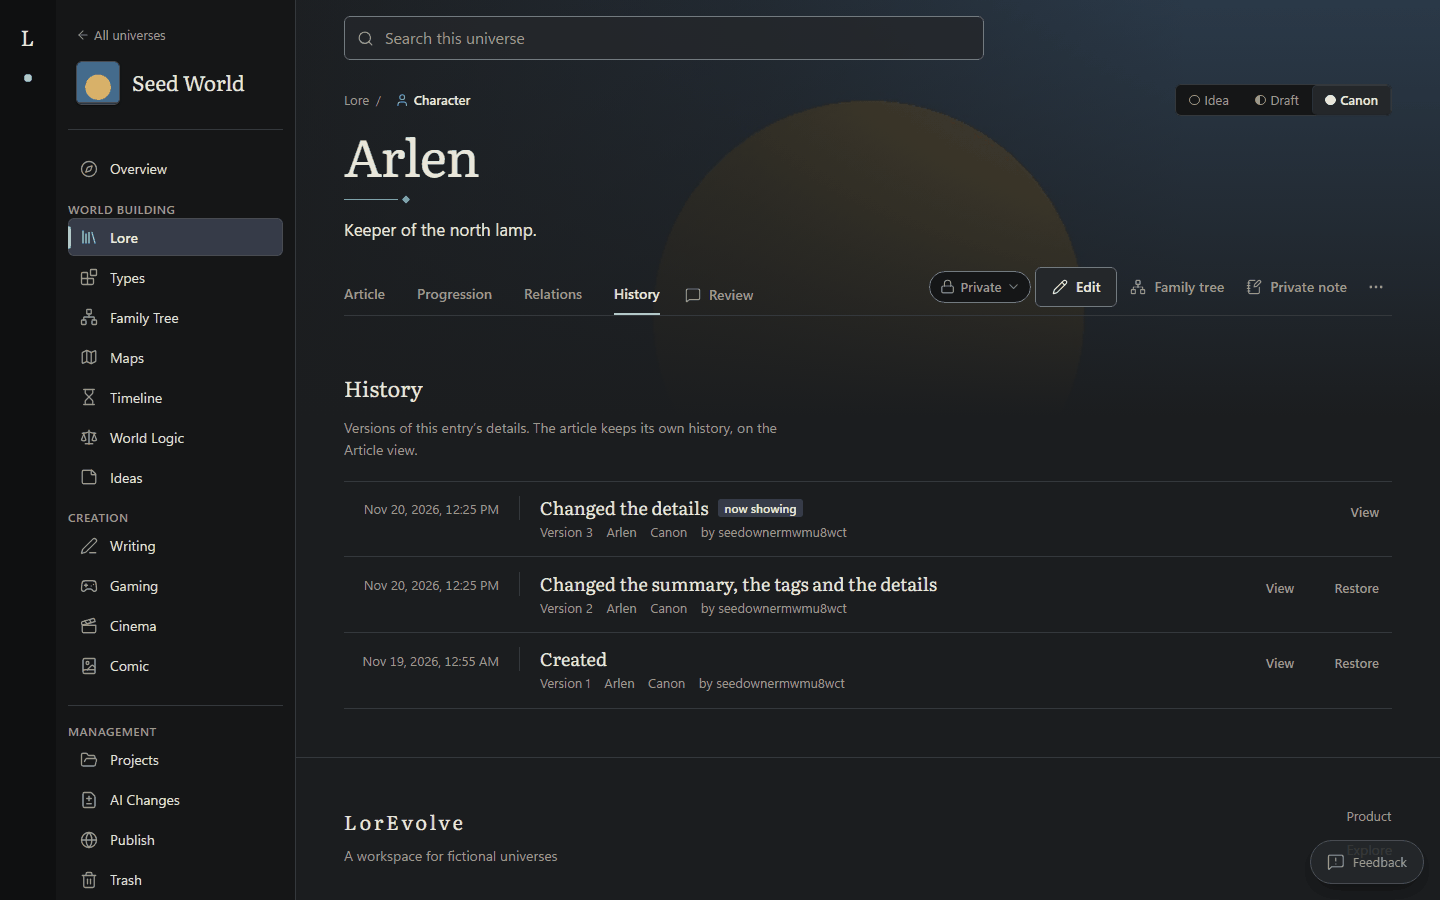 L
All universes
Seed World
Overview
WORLD BUILDING
Lore
Types
Family Tree
Maps
Timeline
World Logic
Ideas
CREATION
Writing
Gaming
Cinema
Comic
MANAGEMENT
Projects
AI Changes
Publish
Trash
Search this universe
Lore / Character
Idea Draft Canon
Arlen
Keeper of the north lamp.
Article Progression Relations History Review
Private Edit Family tree Private note
History
Versions of this entry’s details. The article keeps its own history, on the
Article view.
Nov 20, 2026, 12:25 PM Changed the details now showing View
Version 3 Arlen Canon by seedownermwmu8wct
Nov 20, 2026, 12:25 PM Changed the summary, the tags and the details View Restore
Version 2 Arlen Canon by seedownermwmu8wct
Nov 19, 2026, 12:55 AM Created View Restore
Version 1 Arlen Canon by seedownermwmu8wct
LorEvolve
A workspace for fictional universes
Product
Explore
Feedback